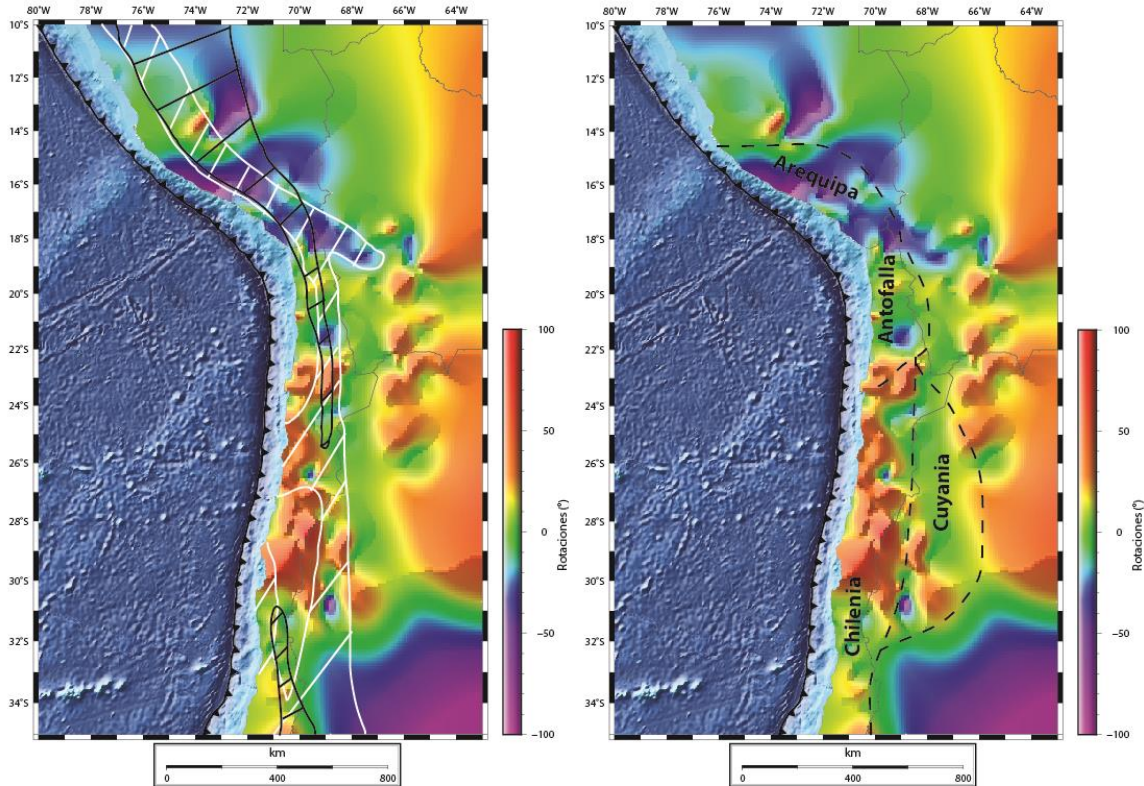 80°W 78°W 76°W 74°W 72°W 70°W 68°W 66°W 64°W
10°S
12°S
14°S
16°S
18°S
20°S
22°S
24°S
26°S
28°S
30°S
32°S
34°S
100
50
0
−50
−100
Rotaciones (°)
km
0 400 800
80°W 78°W 76°W 74°W 72°W 70°W 68°W 66°W 64°W
10°S
12°S
14°S
16°S
18°S
20°S
22°S
24°S
26°S
28°S
30°S
32°S
34°S
Arequipa
Antofalla
Cuyania
Chilenia
100
50
0
−50
−100
Rotaciones (°)
km
0 400 800